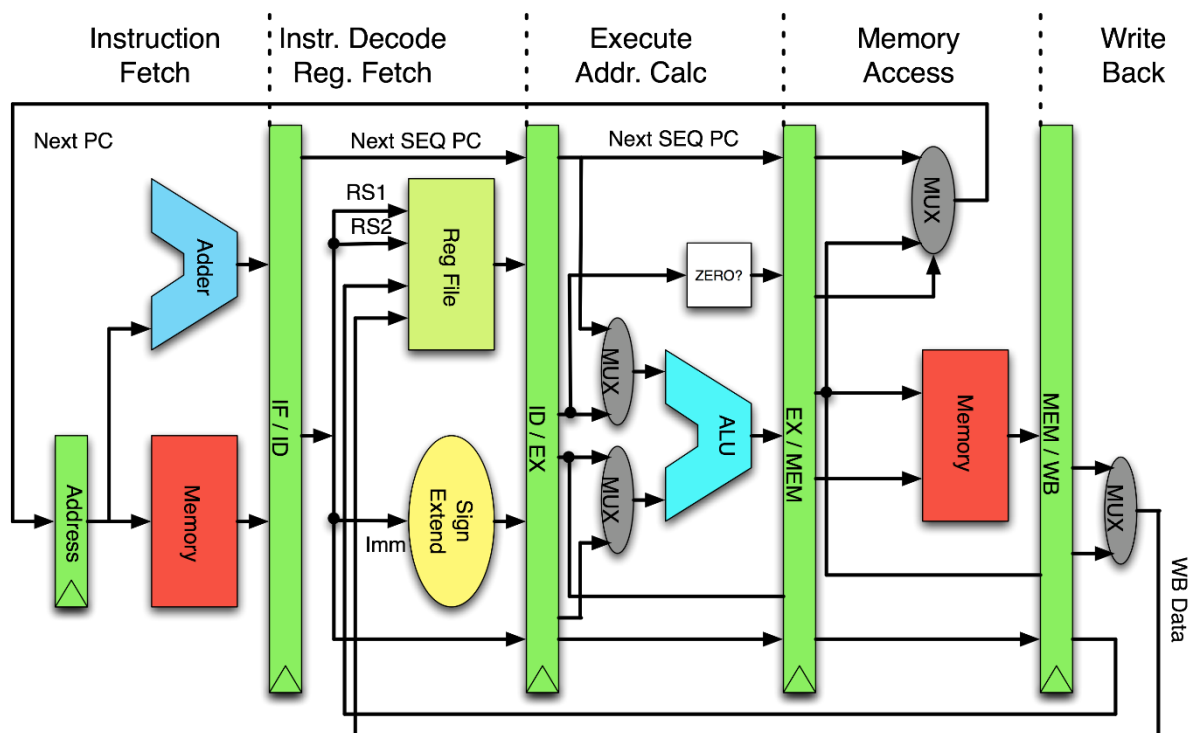 Instruction
Fetch
Instr. Decode
Reg. Fetch
Execute
Addr. Calc
Memory
Access
Write
Back
Next PC
Next SEQ PC
Next SEQ PC
RS1
RS2
Imm
Adder
Address
Memory
IF / ID
Reg File
Sign
Extend
ID / EX
ZERO?
MUX
MUX
ALU
EX / MEM
MUX
Memory
MEM / WB
MUX
WB Data